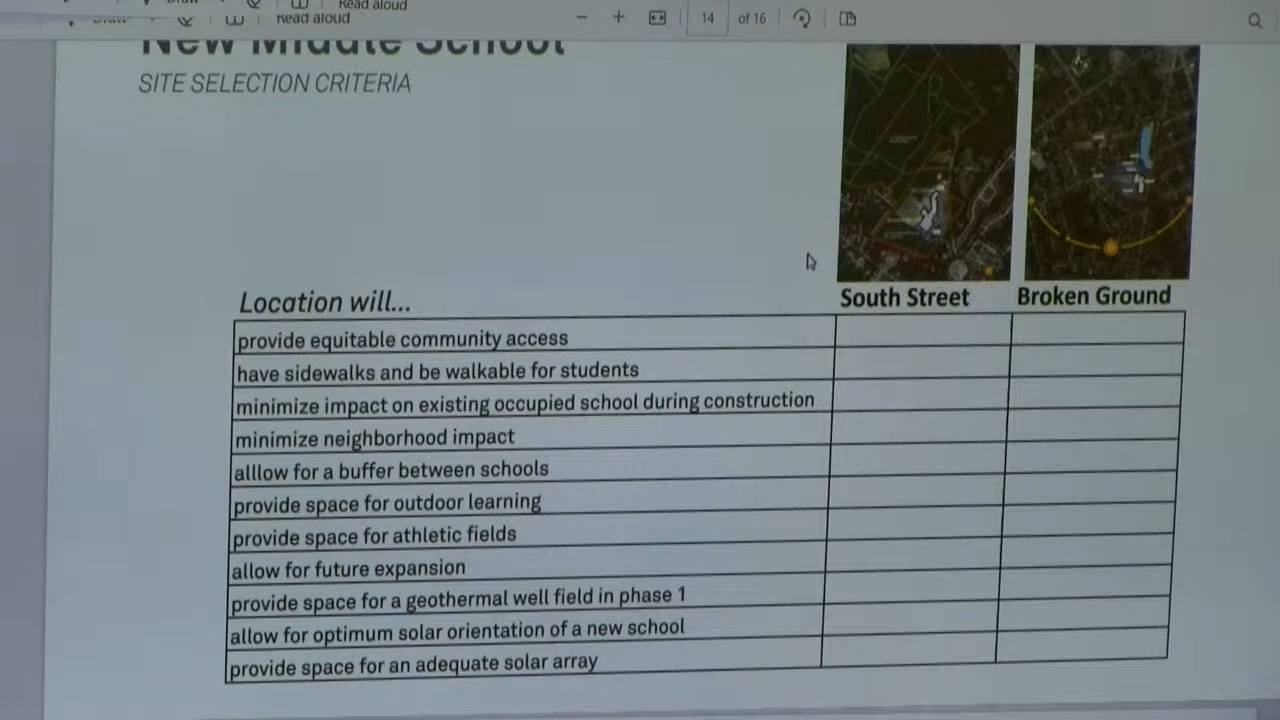 Read aloud
Draw
Read aloud
14 of 16
New Middle School
SITE SELECTION CRITERIA
Location will...
South Street
Broken Ground
provide equitable community access
have sidewalks and be walkable for students
minimize impact on existing occupied school during construction
minimize neighborhood impact
alllow for a buffer between schools
provide space for outdoor learning
provide space for athletic fields
allow for future expansion
provide space for a geothermal well field in phase 1
allow for optimum solar orientation of a new school
provide space for an adequate solar array